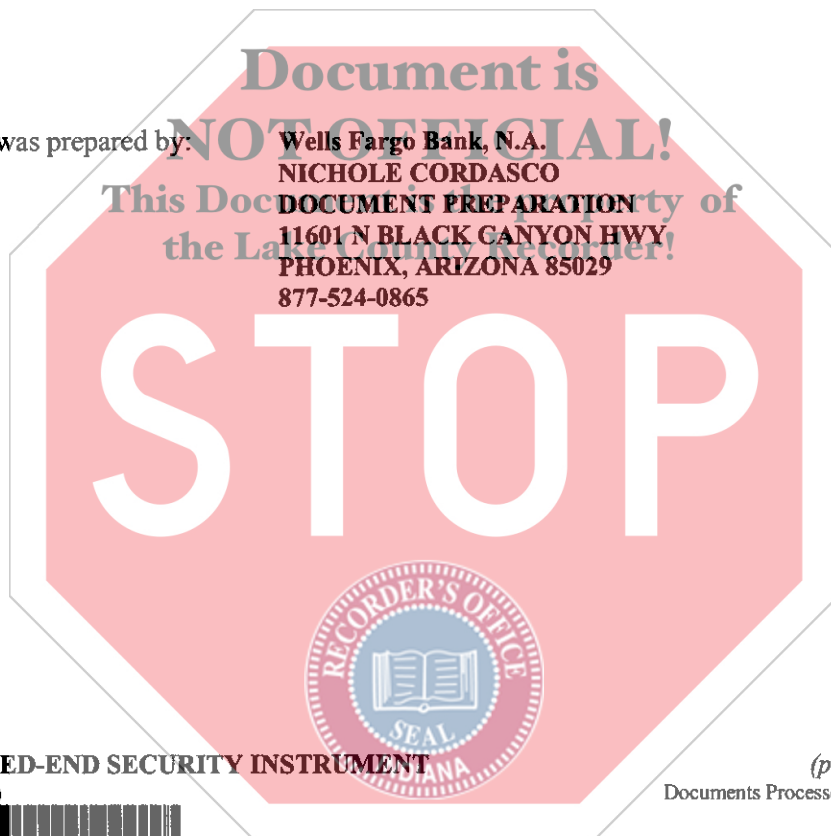 Document is
NOT OFFICIAL!
This Document is the property of
the Lake County Recorder!
was prepared by:
Wells Fargo Bank, N.A.
NICHOLE CORDASCO
DOCUMENT PREPARATION
11601 N BLACK CANYON HWY
PHOENIX, ARIZONA 85029
877-524-0865
STOP
RECORDER'S OFFICE
SEAL
INDIANA
ED-END SECURITY INSTRUMENT
(p
Documents Process